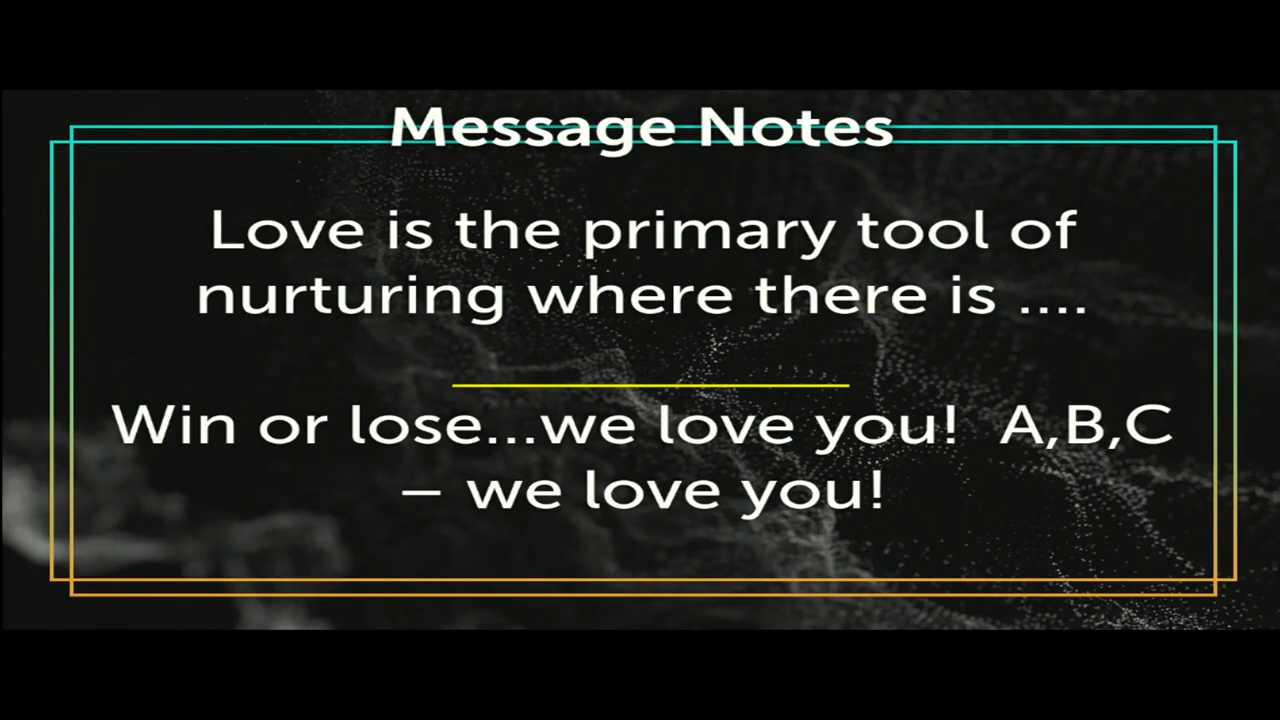 Message Notes
Love is the primary tool of
nurturing where there is ....
Win or lose...we love you!  A,B,C
– we love you!